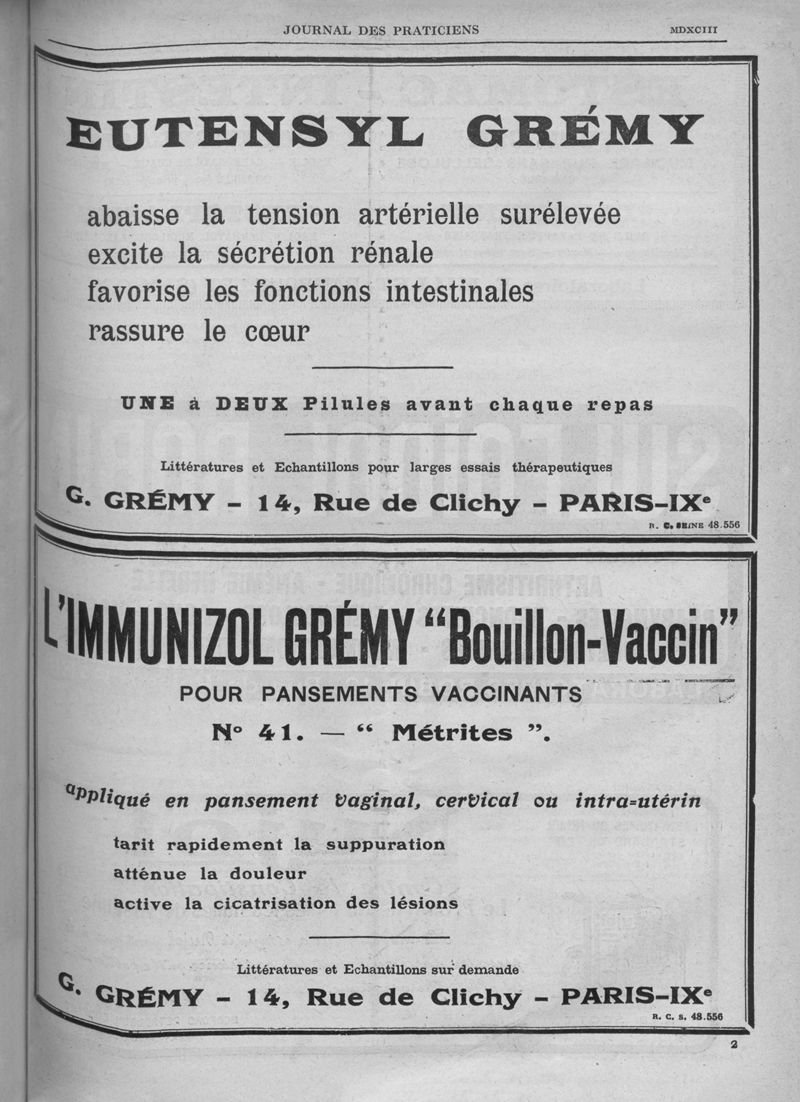 JOURNAL DES PRATICIENS
MDXCIII
EUTENSYL GRÉMY
abaisse la tension artérielle surélevée
excite la sécrétion rénale
favorise les fonctions intestinales
rassure le cœur
UNE à DEUX Pilules avant chaque repas
Littératures et Echantillons pour larges essais thérapeutiques
G. GRÉMY – 14, Rue de Clichy – PARIS-IXe
R. C. SEINE 48.556
L'IMMUNIZOL GRÉMY "Bouillon-Vaccin"
POUR PANSEMENTS VACCINANTS
No 41. — " Métrites ".
appliqué en pansement vaginal, cervical ou intra=utérin
tarit rapidement la suppuration
atténue la douleur
active la cicatrisation des lésions
Littératures et Echantillons sur demande
G. GRÉMY – 14, Rue de Clichy – PARIS-IXe
R. C. S. 48.556
2